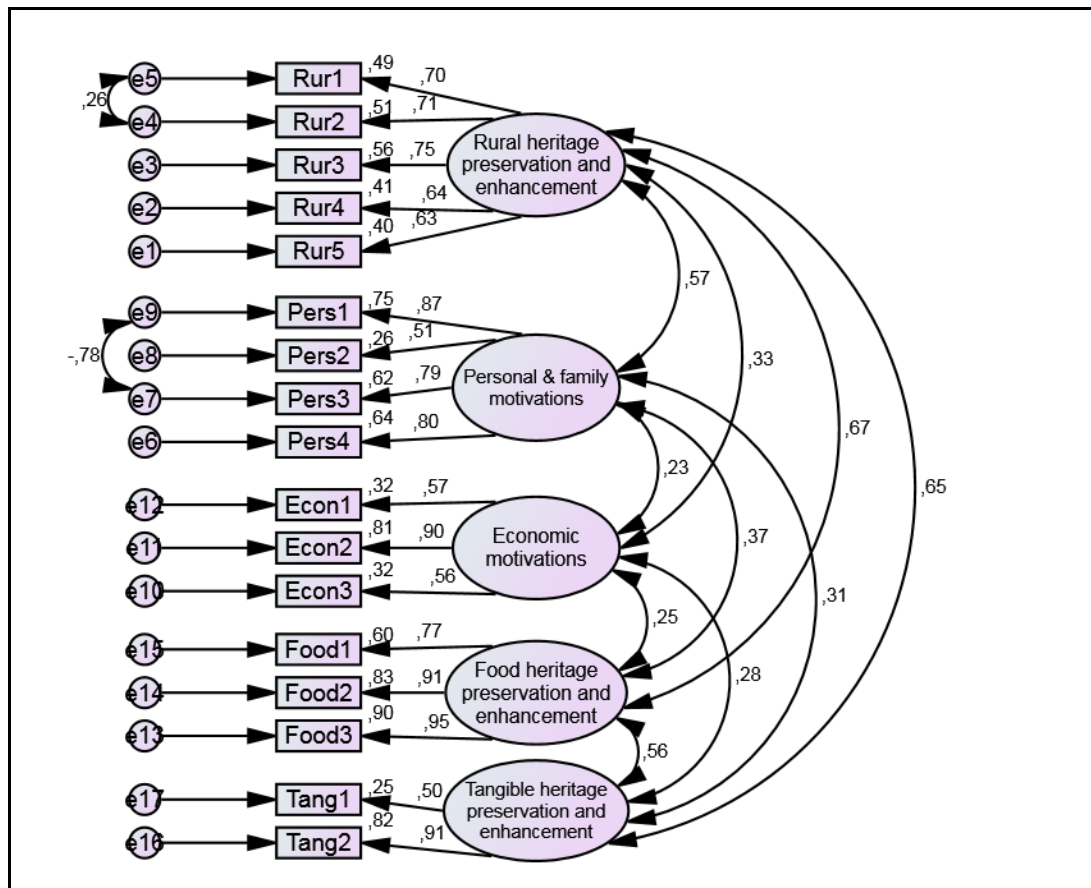 e5
Rur1
,49
,70
,26
e4
Rur2
,51
,71
e3
Rur3
,56
,75
e2
Rur4
,41
,64
e1
Rur5
,40
,63
Rural heritage
preservation and
enhancement
e9
Pers1
,75
,87
-,78
e8
Pers2
,26
,51
e7
Pers3
,62
,79
e6
Pers4
,64
,80
Personal & family
motivations
e12
Econ1
,32
,57
e11
Econ2
,81
,90
e10
Econ3
,32
,56
Economic
motivations
e15
Food1
,60
,77
e14
Food2
,83
,91
e13
Food3
,90
,95
Food heritage
preservation and
enhancement
e17
Tang1
,25
,50
e16
Tang2
,82
,91
Tangible heritage
preservation and
enhancement
,57
,33
,67
,65
,23
,37
,31
,25
,28
,56